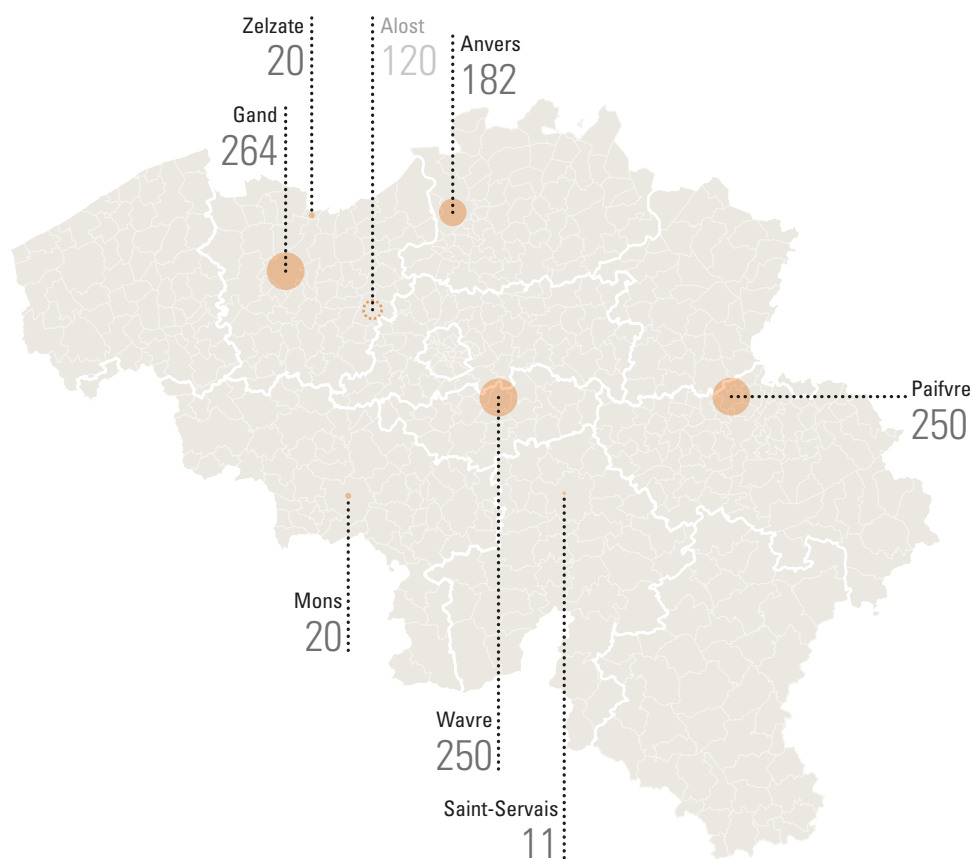 Zelzate
20
Alost
120
Anvers
182
Gand
264
Paifvre
250
Mons
20
Wavre
250
Saint-Servais
11